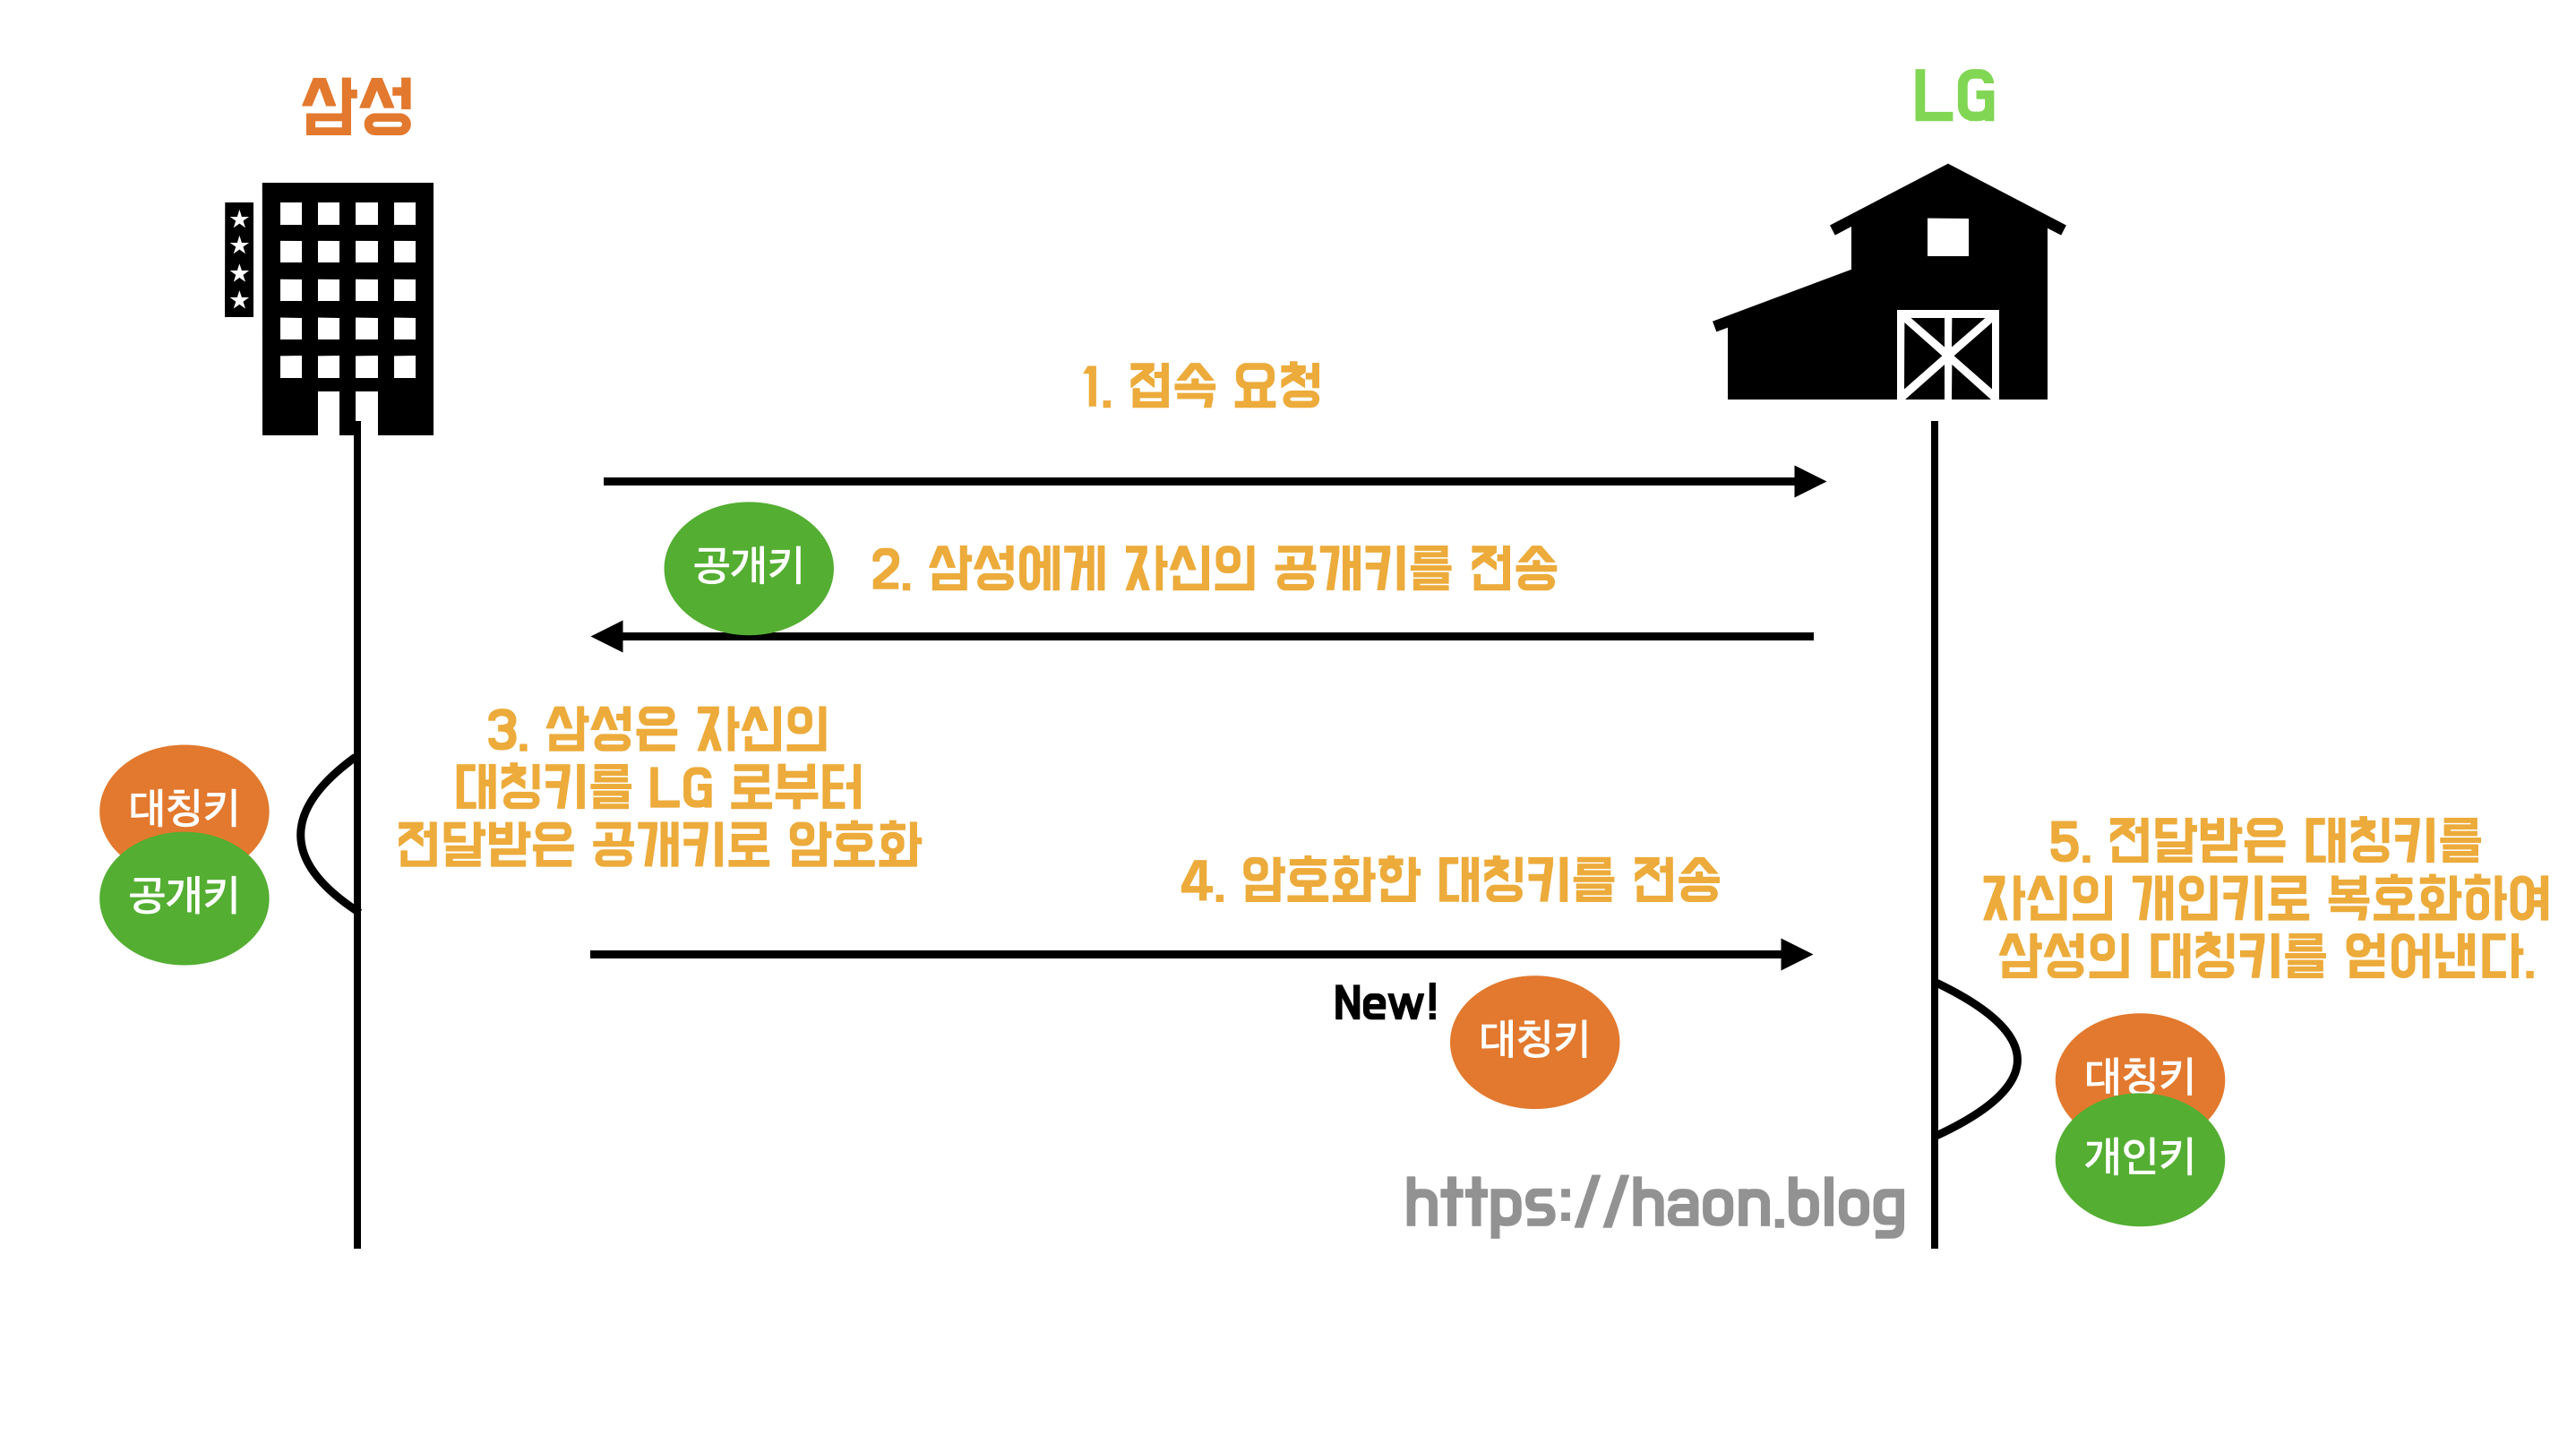 삼성
LG
1. 접속 요청
공개키
2. 삼성에게 자신의 공개키를 전송
3. 삼성은 자신의
대칭키를 LG 로부터
전달받은 공개키로 암호화
대칭키
공개키
4. 암호화한 대칭키를 전송
New!
대칭키
5. 전달받은 대칭키를
자신의 개인키로 복호화하여
삼성의 대칭키를 얻어낸다.
대칭키
개인키
https://haon.blog